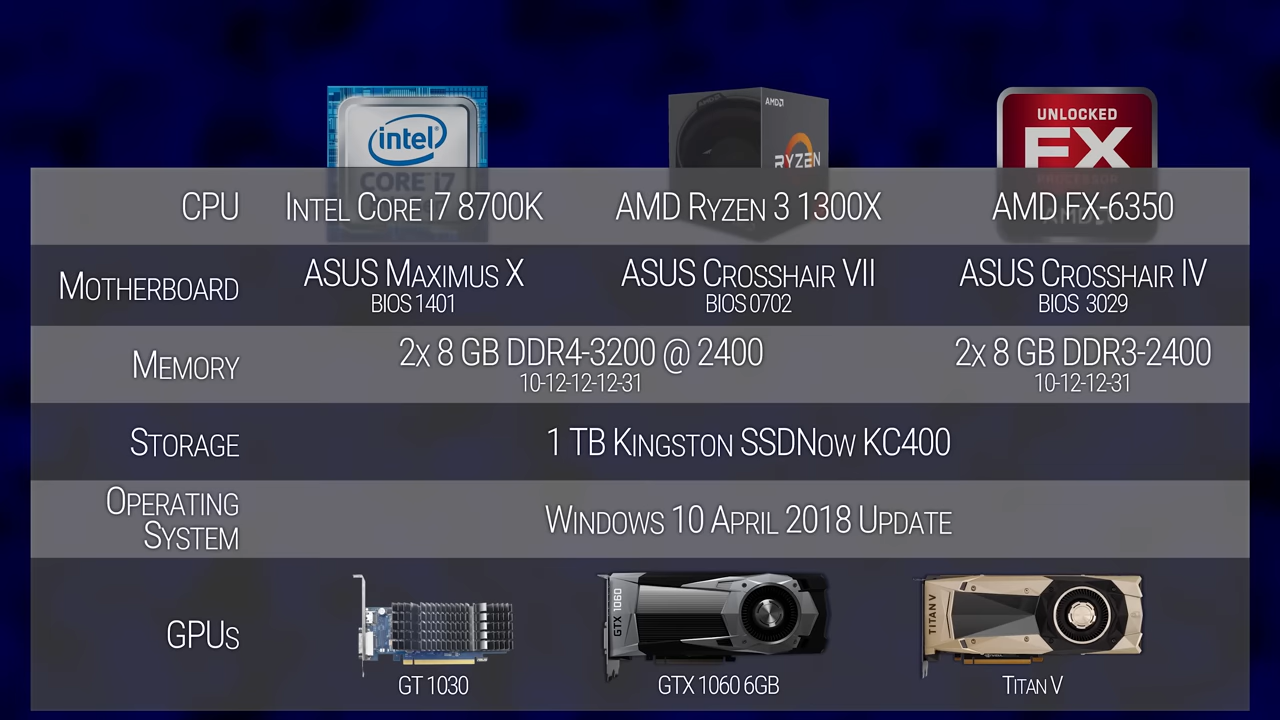 intel
CORE i7
AMD
RYZEN
UNLOCKED
FX
PROCESSOR
AMD
CPU
INTEL CORE I7 8700K
AMD RYZEN 3 1300X
AMD FX-6350
MOTHERBOARD
ASUS MAXIMUS X
BIOS 1401
ASUS CROSSHAIR VII
BIOS 0702
ASUS CROSSHAIR IV
BIOS 3029
MEMORY
2X 8 GB DDR4-3200 @ 2400
10-12-12-12-31
2X 8 GB DDR3-2400
10-12-12-31
STORAGE
1 TB KINGSTON SSDNOW KC400
OPERATING
SYSTEM
WINDOWS 10 APRIL 2018 UPDATE
GPUS
GTX 1060
TITAN V
GT 1030
GTX 1060 6GB
TITAN V